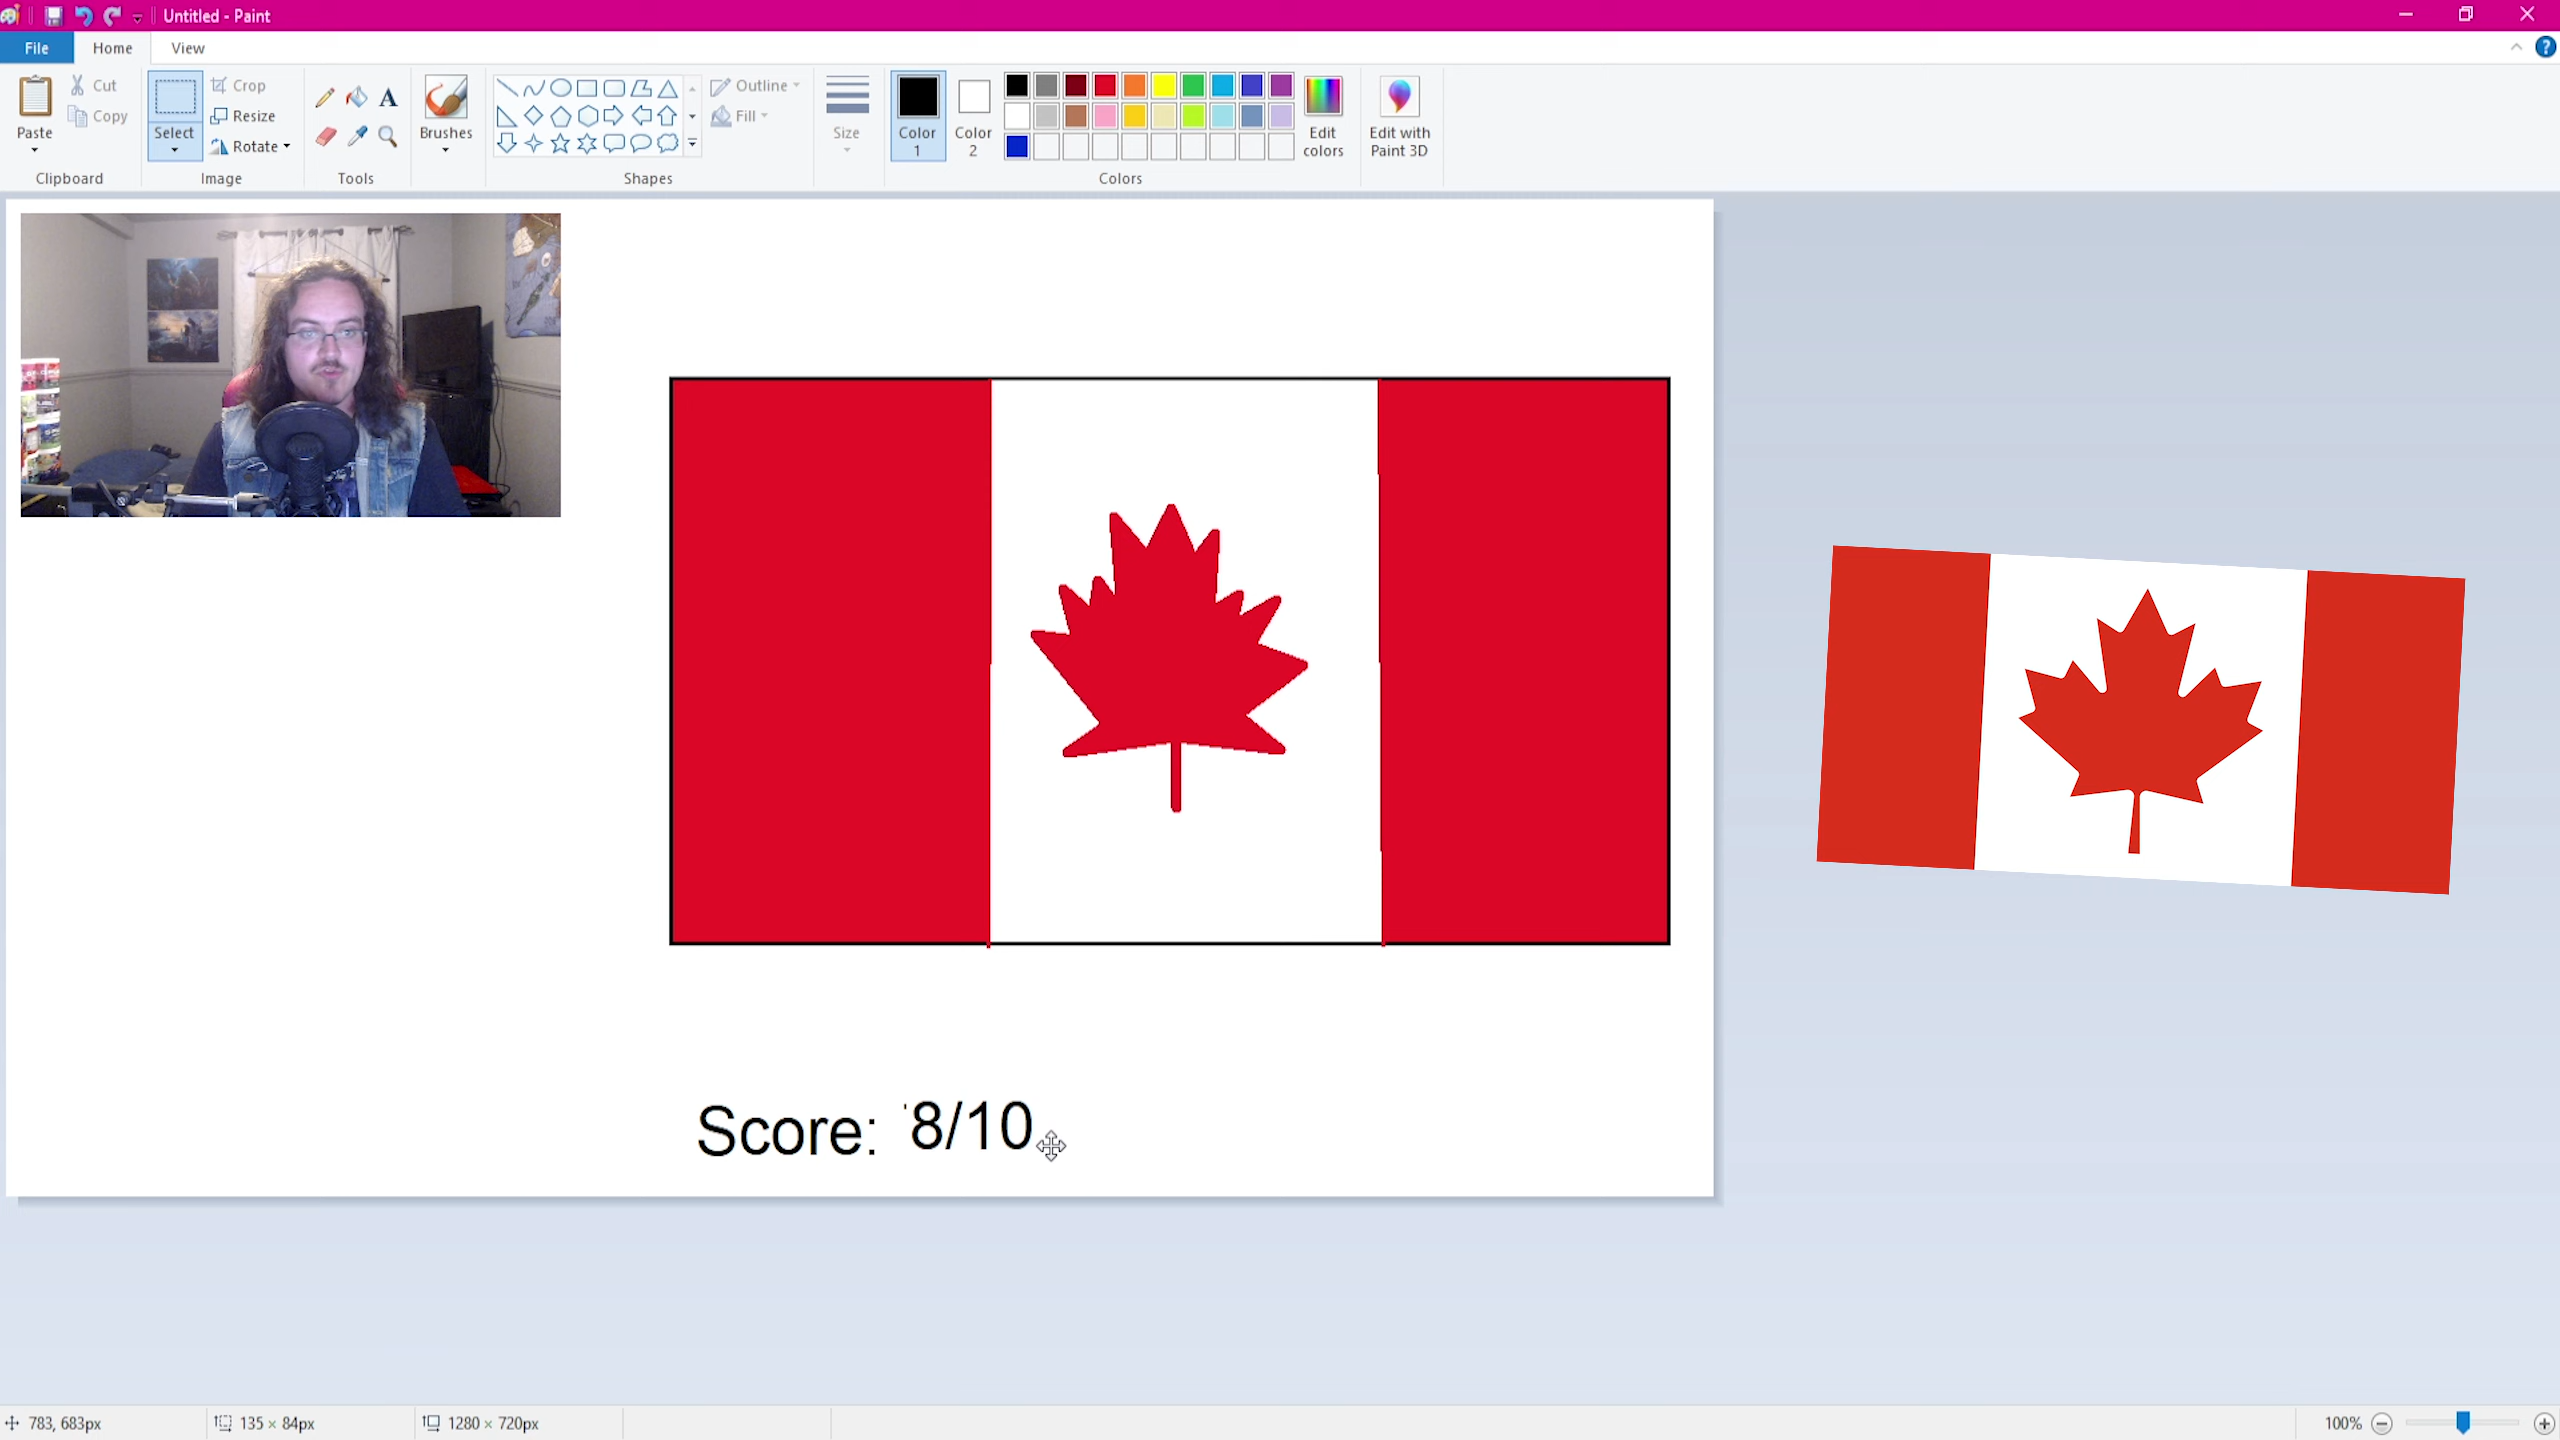 Untitled - Paint
File Home View
Paste
Cut
Copy
Clipboard
Select
Crop
Resize
Rotate
Image
A
Tools
Brushes
Shapes
Outline
Fill
Size
Color 1
Color 2
Colors
Edit colors
Edit with Paint 3D
?
Score: '8/10
783, 683px
135 × 84px
1280 × 720px
100%